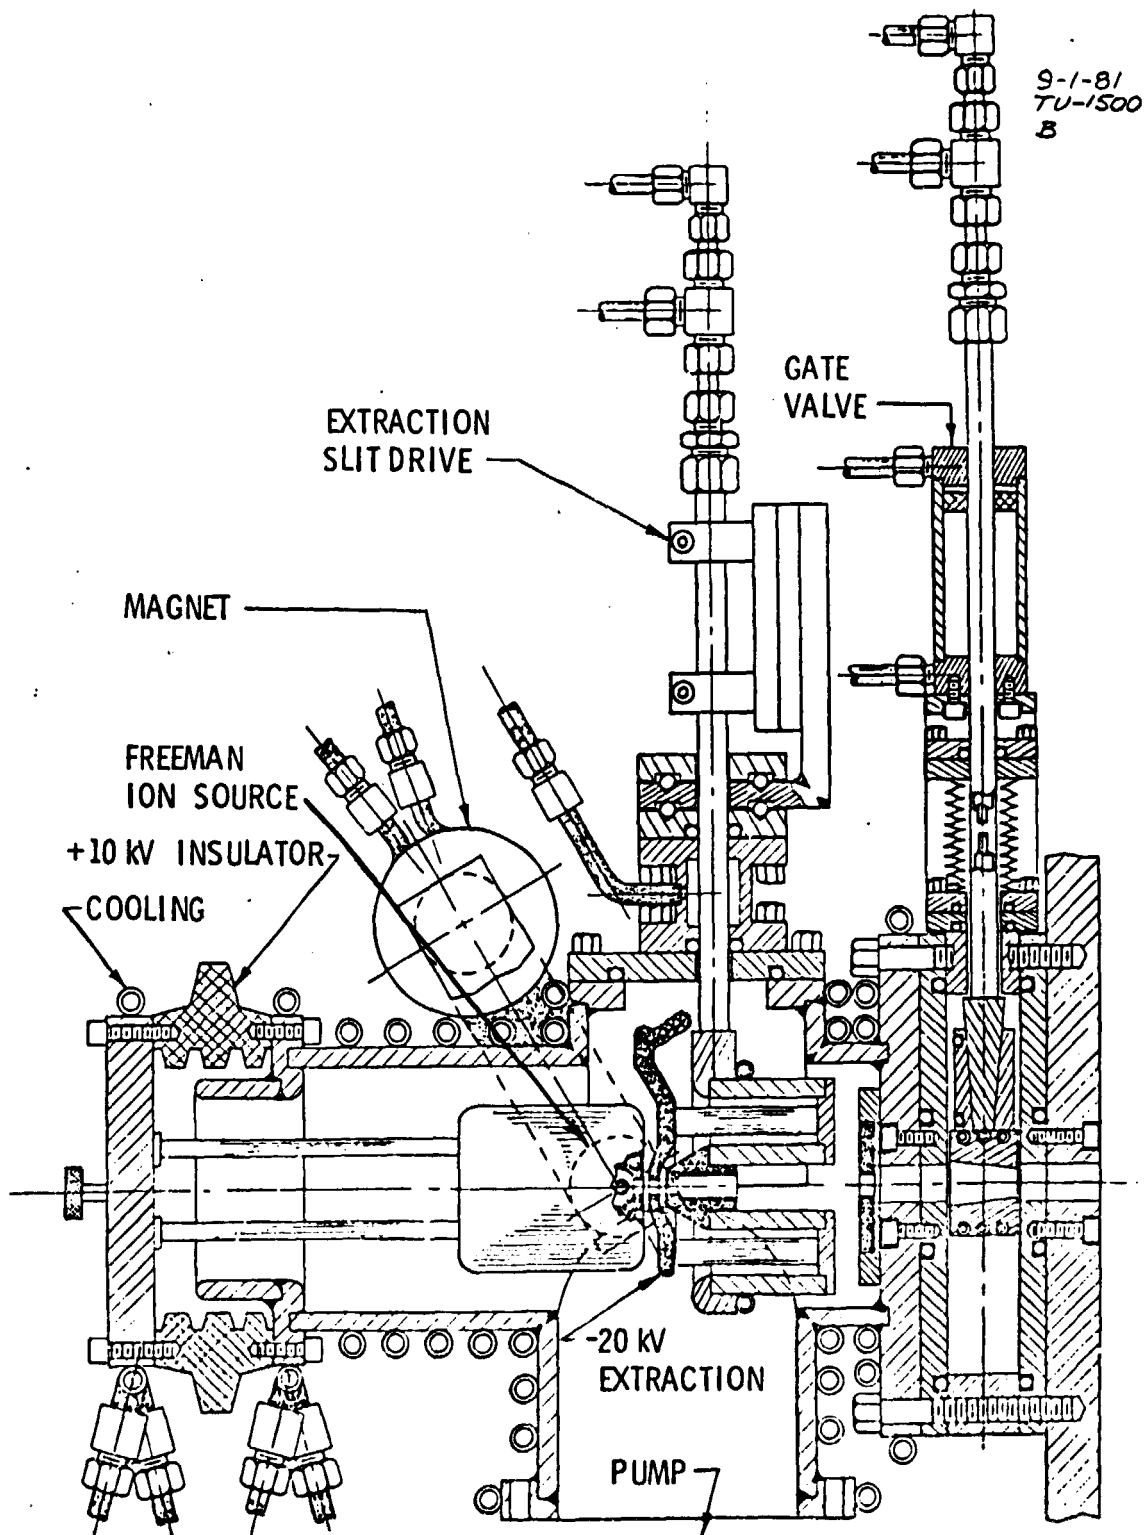 9-1-81
TU-1500
B
GATE
VALVE
EXTRACTION
SLIT DRIVE
MAGNET
FREEMAN
ION SOURCE
+10 kV INSULATOR
COOLING
-20 kV
EXTRACTION
PUMP